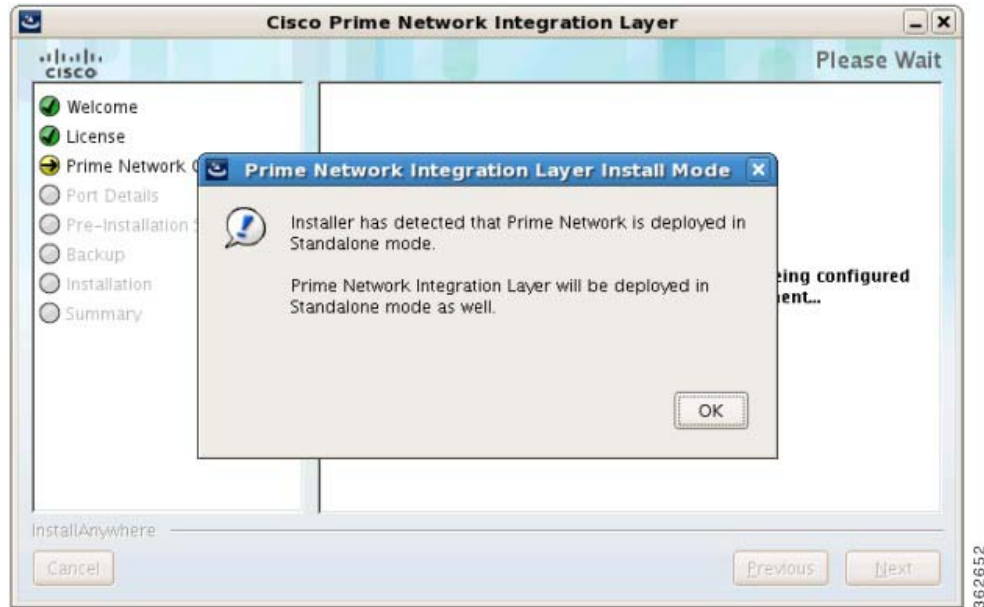 Cisco Prime Network Integration Layer
CISCO
Please Wait
Welcome
License
Prime Network
Port Details
Pre-Installation
Backup
Installation
Summary
Prime Network Integration Layer Install Mode
Installer has detected that Prime Network is deployed in
Standalone mode.
Prime Network Integration Layer will be deployed in
Standalone mode as well.
OK
configured
InstallAnywhere
Cancel
Previous
Next
362652